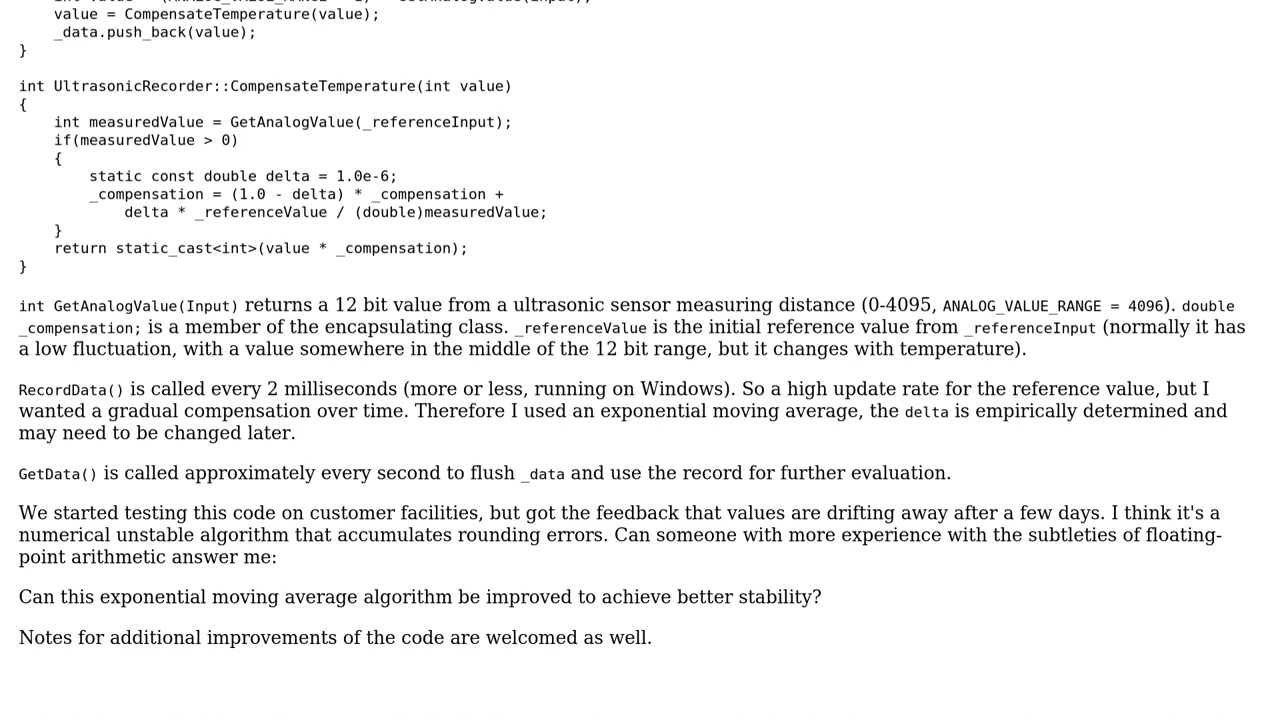 int value = (ANALOG_VALUE_RANGE - 1) - GetAnalogValue(input);
value = CompensateTemperature(value);
_data.push_back(value);
}
int UltrasonicRecorder::CompensateTemperature(int value)
{
int measuredValue = GetAnalogValue(_referenceInput);
if(measuredValue > 0)
{
static const double delta = 1.0e-6;
_compensation = (1.0 - delta) * _compensation +
delta * _referenceValue / (double)measuredValue;
}
return static_cast<int>(value * _compensation);
}
int GetAnalogValue(Input) returns a 12 bit value from a ultrasonic sensor measuring distance (0-4095, ANALOG_VALUE_RANGE = 4096). double
_compensation; is a member of the encapsulating class. _referenceValue is the initial reference value from _referenceInput (normally it has
a low fluctuation, with a value somewhere in the middle of the 12 bit range, but it changes with temperature).
RecordData() is called every 2 milliseconds (more or less, running on Windows). So a high update rate for the reference value, but I
wanted a gradual compensation over time. Therefore I used an exponential moving average, the delta is empirically determined and
may need to be changed later.
GetData() is called approximately every second to flush _data and use the record for further evaluation.
We started testing this code on customer facilities, but got the feedback that values are drifting away after a few days. I think it's a
numerical unstable algorithm that accumulates rounding errors. Can someone with more experience with the subtleties of floating-
point arithmetic answer me:
Can this exponential moving average algorithm be improved to achieve better stability?
Notes for additional improvements of the code are welcomed as well.